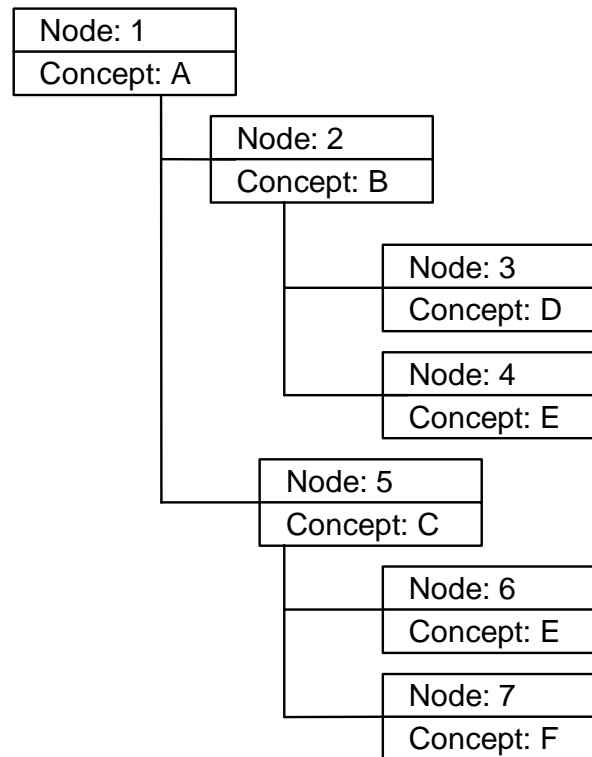 Node: 1
Concept: A
Node: 2
Concept: B
Node: 3
Concept: D
Node: 4
Concept: E
Node: 5
Concept: C
Node: 6
Concept: E
Node: 7
Concept: F